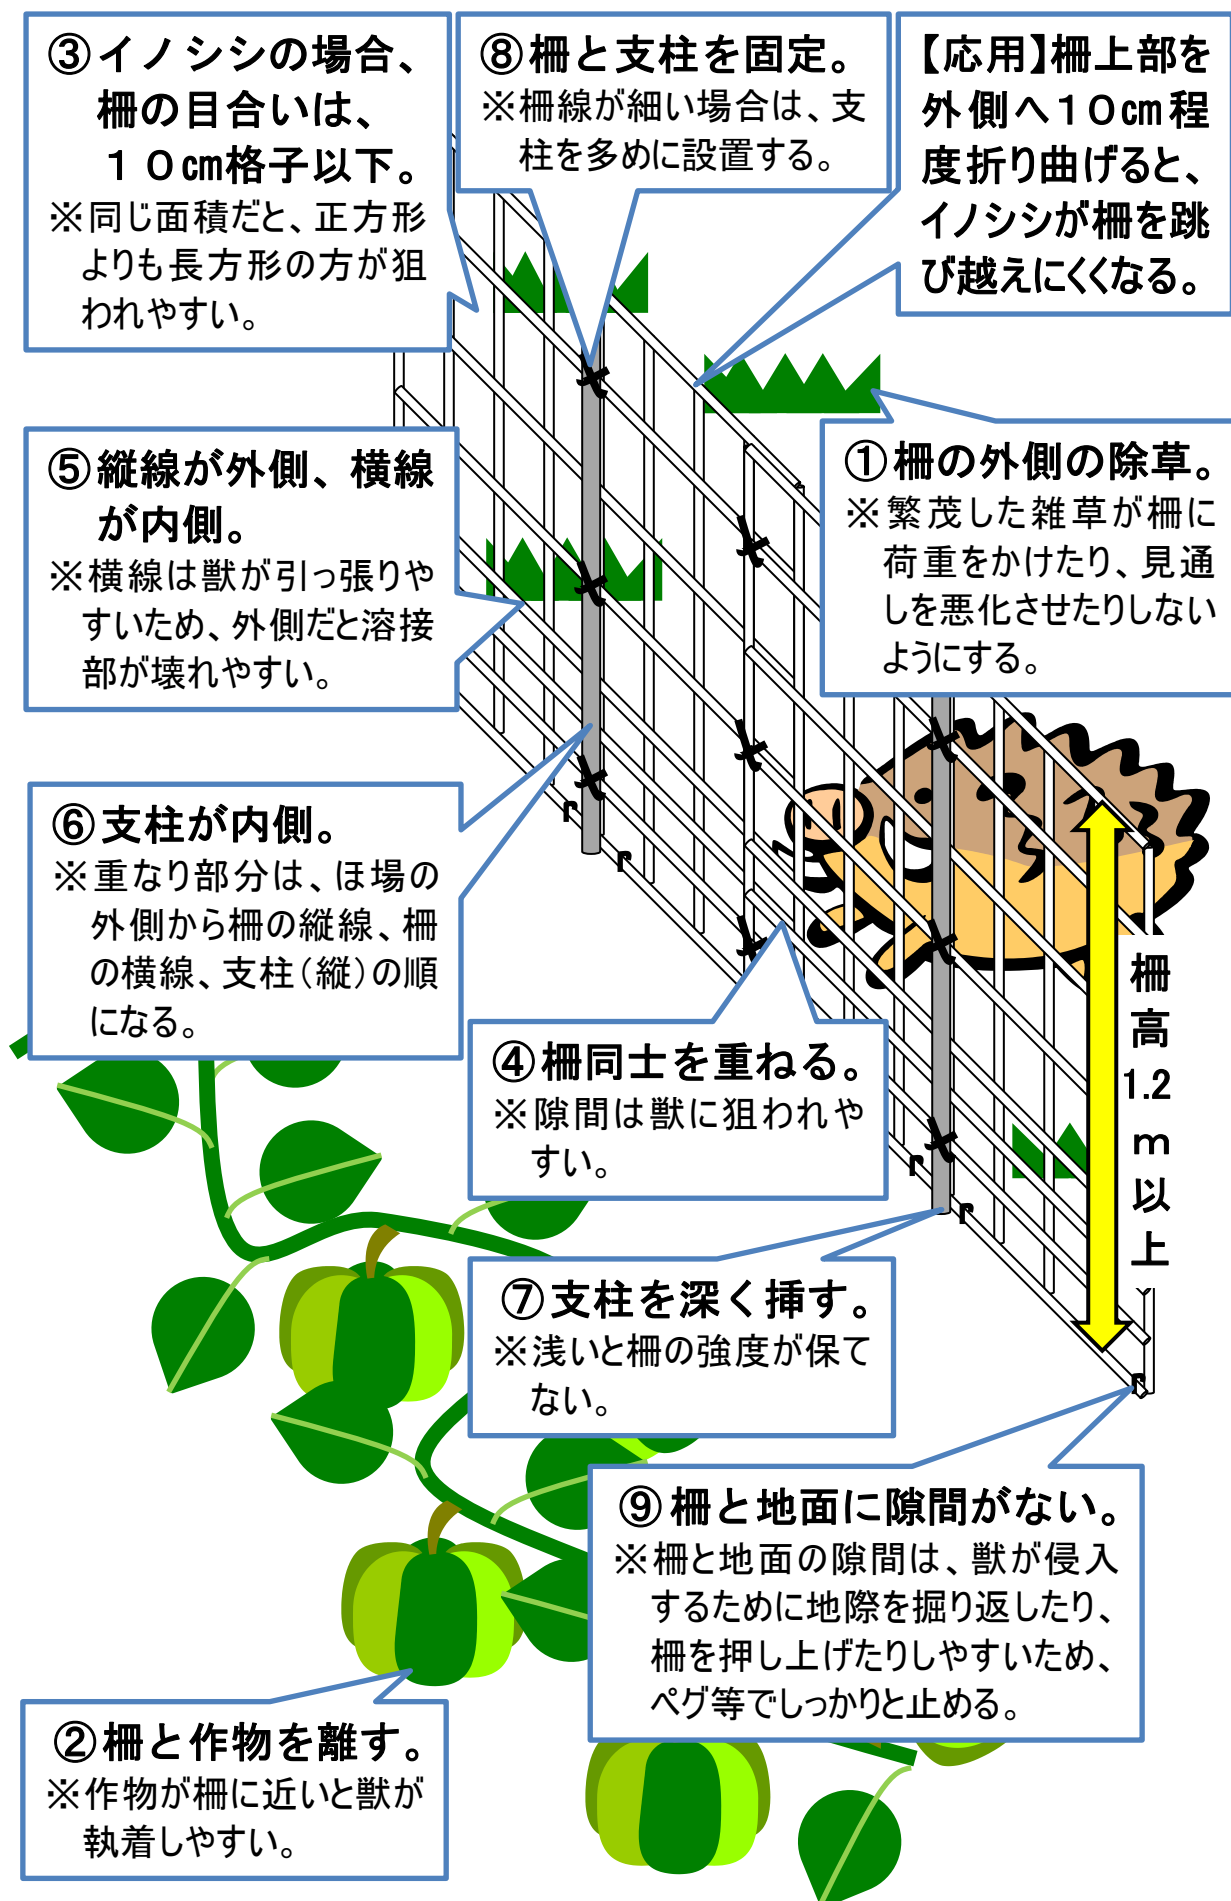 ③イノシシの場合、
柵の目合いは、
１０㎝格子以下。
※同じ面積だと、正方形
よりも長方形の方が狙
われやすい。
⑧柵と支柱を固定。
※柵線が細い場合は、支
柱を多めに設置する。
【応用】柵上部を
外側へ１０㎝程
度折り曲げると、
イノシシが柵を跳
び越えにくくなる。
①柵の外側の除草。
※繁茂した雑草が柵に
荷重をかけたり、見通
しを悪化させたりしない
ようにする。
⑤縦線が外側、横線
が内側。
※横線は獣が引っ張りや
すいため、外側だと溶接
部が壊れやすい。
⑥支柱が内側。
※重なり部分は、ほ場の
外側から柵の縦線、柵
の横線、支柱（縦）の順
になる。
柵高1.2ｍ以上
④柵同士を重ねる。
※隙間は獣に狙われや
すい。
⑦支柱を深く挿す。
※浅いと柵の強度が保て
ない。
⑨柵と地面に隙間がない。
※柵と地面の隙間は、獣が侵入
するために地際を掘り返したり、
柵を押し上げたりしやすいため、
ペグ等でしっかりと止める。
②柵と作物を離す。
※作物が柵に近いと獣が
執着しやすい。